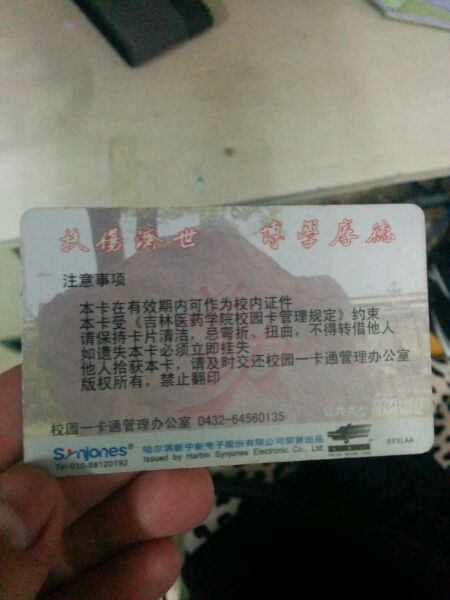 扶傷濟世 博學厚德
注意事项
本卡在有效期内可作为校内证件
本卡受《吉林医药学院校园卡管理规定》约束
请保持卡片清洁、忌弯折、扭曲，不得转借他人
如遗失本卡必须立即挂失
他人拾获本卡，请及时交还校园一卡通管理办公室
版权所有，禁止翻印
证件类型
校园一卡通管理办公室 0432-64560135
Synjones 哈尔滨新中新电子股份有限公司荣誉出品 EFXLAA
Tel:010-68120192 Issued by Harbin Synjones Electronic Co., Ltd.